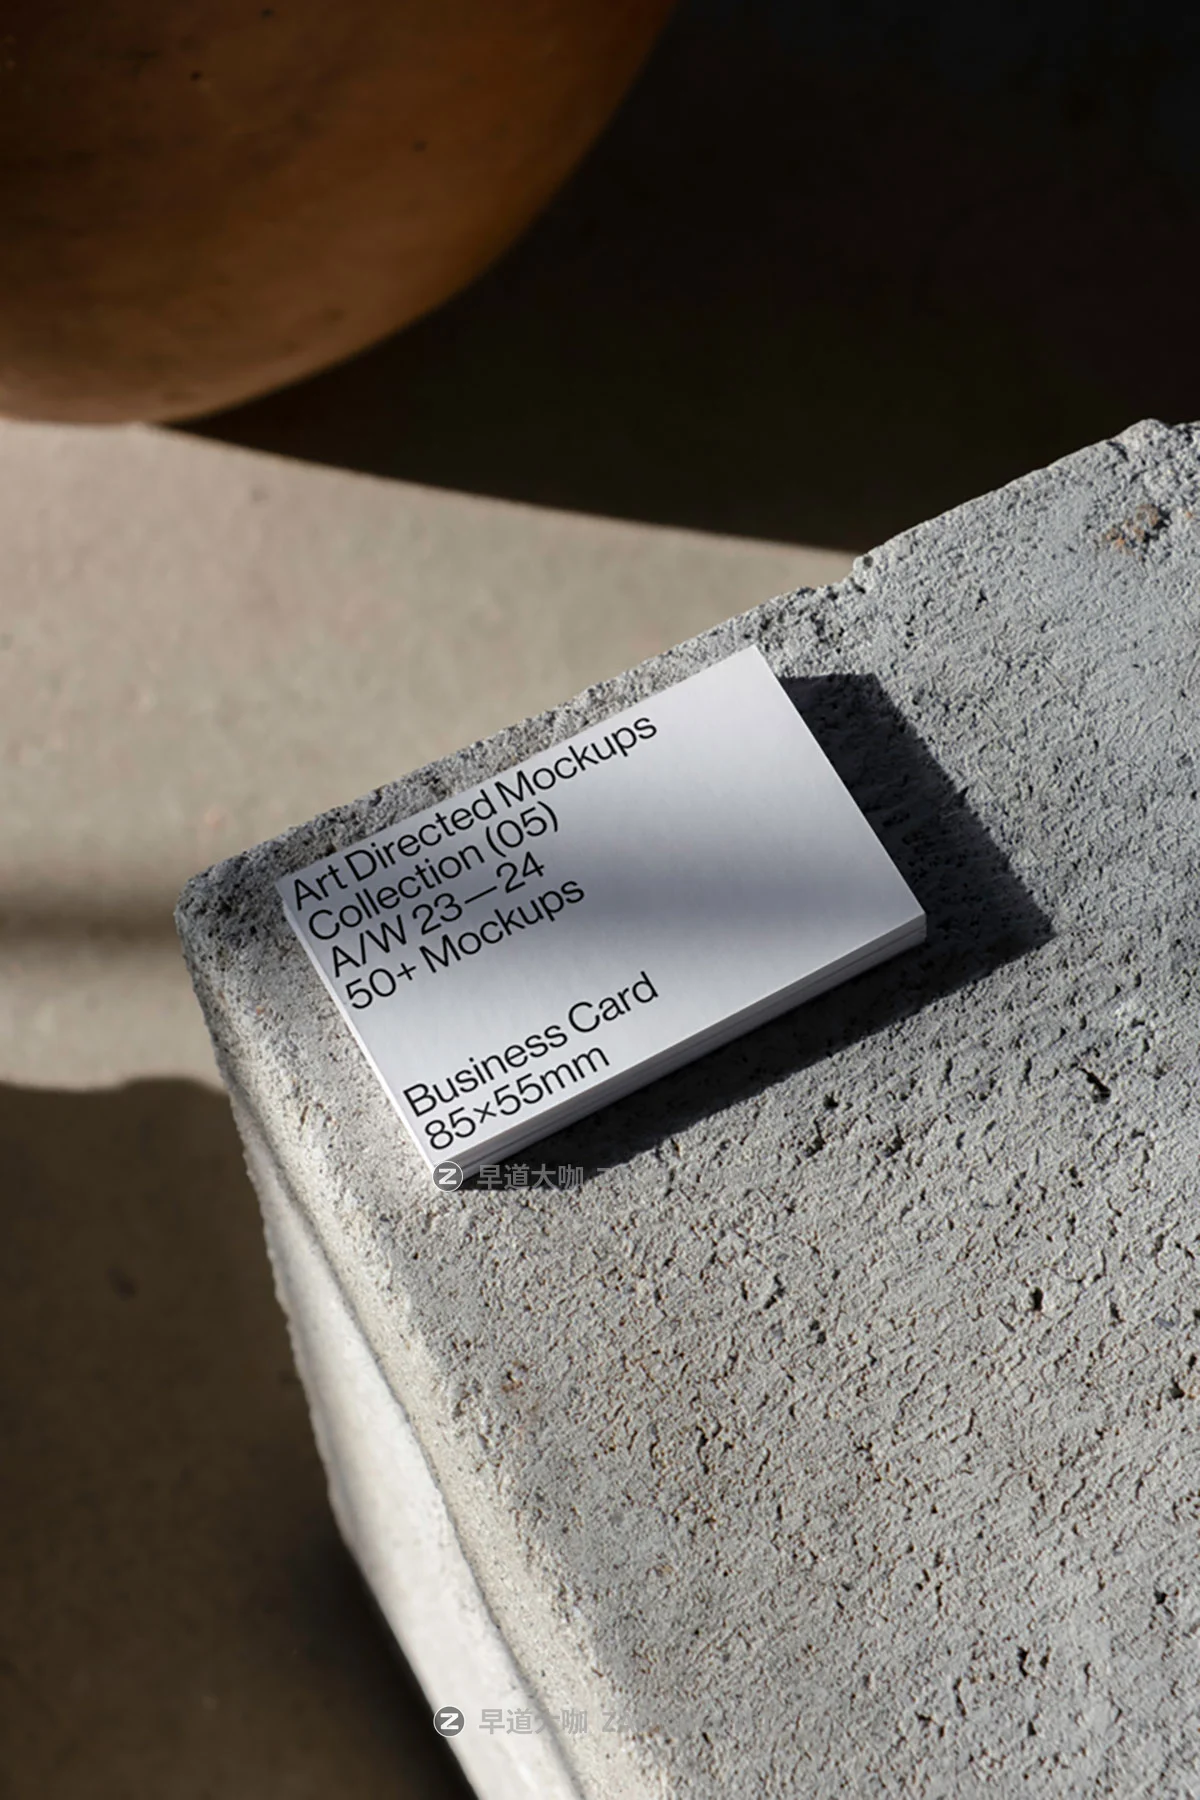 Art Directed Mockups
Collection (05)
A/W 23—24
50+ Mockups
Business Card
85×55mm
Z 早道大咖
Z 早道大咖